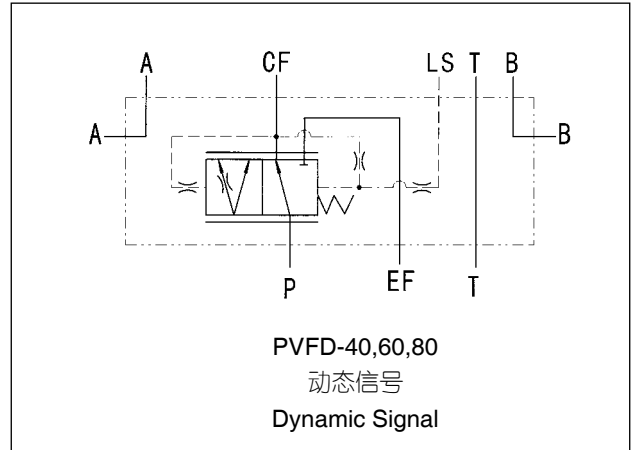 A CF LS T B
A B
P EF T
PVFD-40,60,80
动态信号
Dynamic Signal